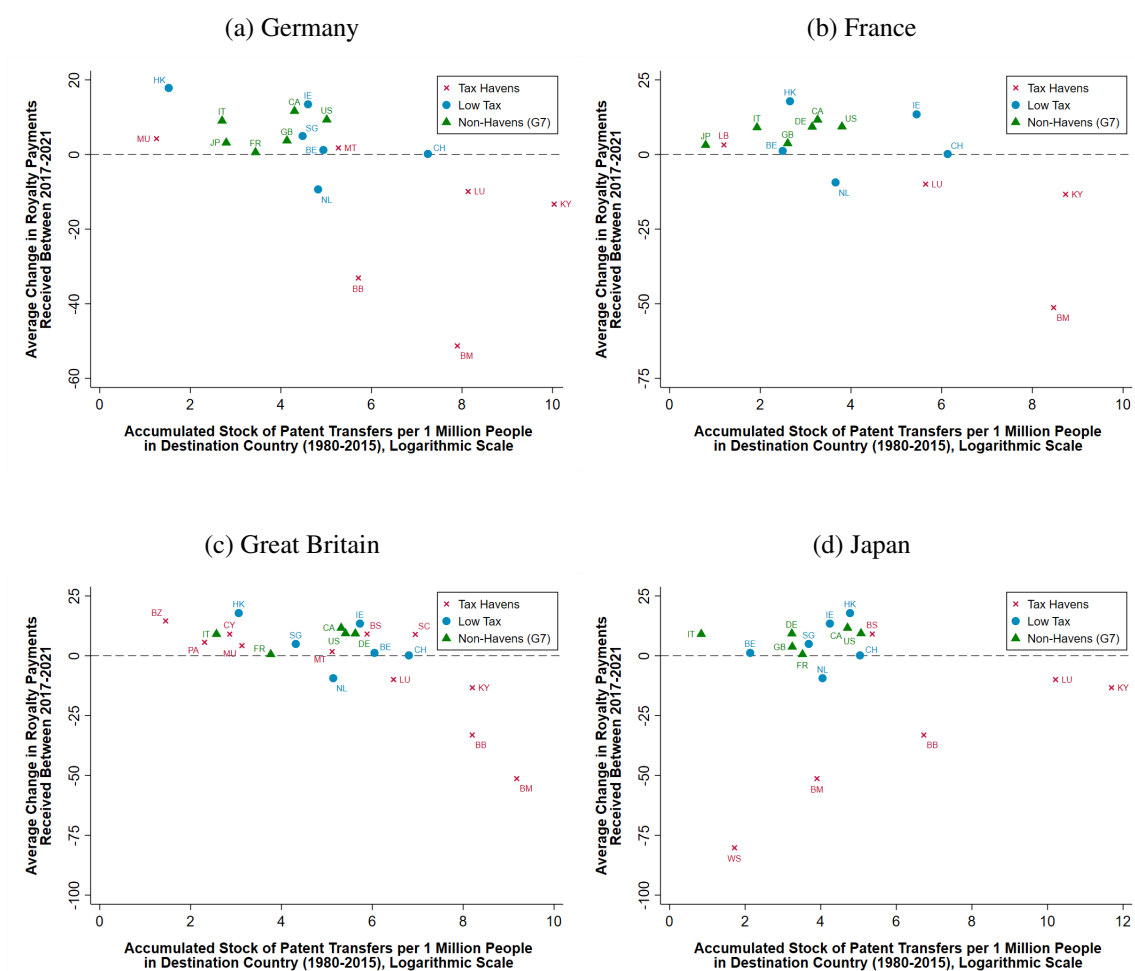 (a) Germany
Average Change in Royalty Payments
Received Between 2017-2021
20
0
-20
-40
-60
HK
IE
CA
US
IT
SG
MU
JP
FR
GB
BE
MT
CH
NL
LU
KY
BB
BM
× Tax Havens
Low Tax
Non-Havens (G7)
0 2 4 6 8 10
Accumulated Stock of Patent Transfers per 1 Million People
in Destination Country (1980-2015), Logarithmic Scale
(b) France
Average Change in Royalty Payments
Received Between 2017-2021
25
0
-25
-50
-75
HK
IE
CA
US
IT
DE
JP
LB
GB
BE
CH
NL
LU
KY
BM
× Tax Havens
Low Tax
Non-Havens (G7)
0 2 4 6 8 10
Accumulated Stock of Patent Transfers per 1 Million People
in Destination Country (1980-2015), Logarithmic Scale
(c) Great Britain
Average Change in Royalty Payments
Received Between 2017-2021
25
0
-25
-50
-75
-100
BZ
HK
IE
IT
CY
CA
BS
SC
SG
US
DE
PA
MU
FR
MT
BE
CH
NL
LU
KY
BB
BM
× Tax Havens
Low Tax
Non-Havens (G7)
0 2 4 6 8 10
Accumulated Stock of Patent Transfers per 1 Million People
in Destination Country (1980-2015), Logarithmic Scale
(d) Japan
Average Change in Royalty Payments
Received Between 2017-2021
25
0
-25
-50
-75
-100
HK
IE
DE
BS
IT
CA
US
BE
SG
GB
FR
CH
NL
LU
KY
BB
BM
WS
× Tax Havens
Low Tax
Non-Havens (G7)
0 2 4 6 8 10 12
Accumulated Stock of Patent Transfers per 1 Million People
in Destination Country (1980-2015), Logarithmic Scale